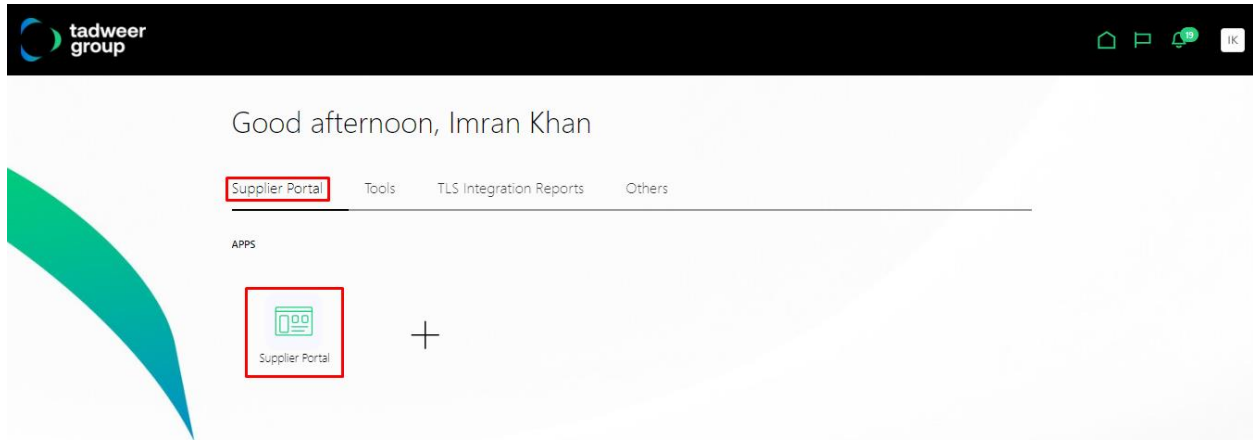 tadweer
group
19
IK
Good afternoon, Imran Khan
Supplier Portal Tools TLS Integration Reports Others
APPS
Supplier Portal